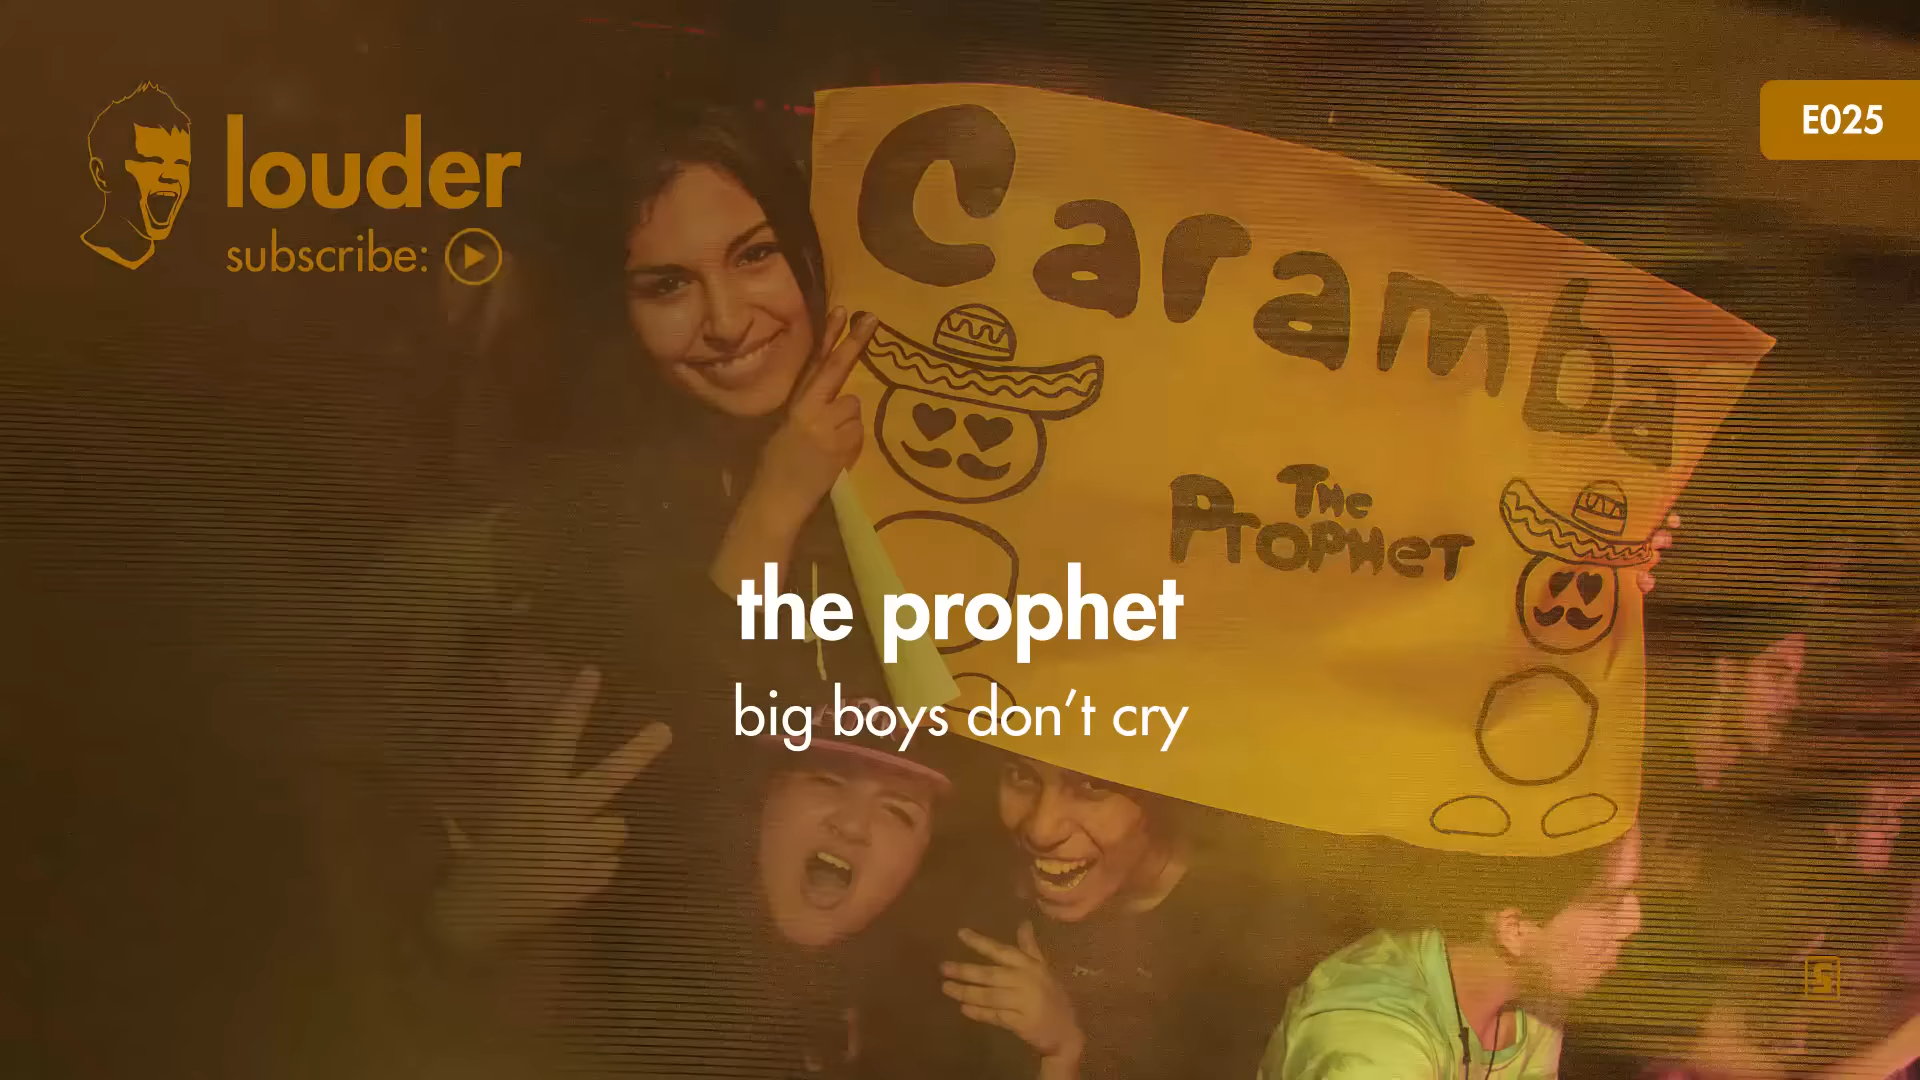 louder
subscribe:
E025
Caramba
The
Prophet
the prophet
big boys don't cry